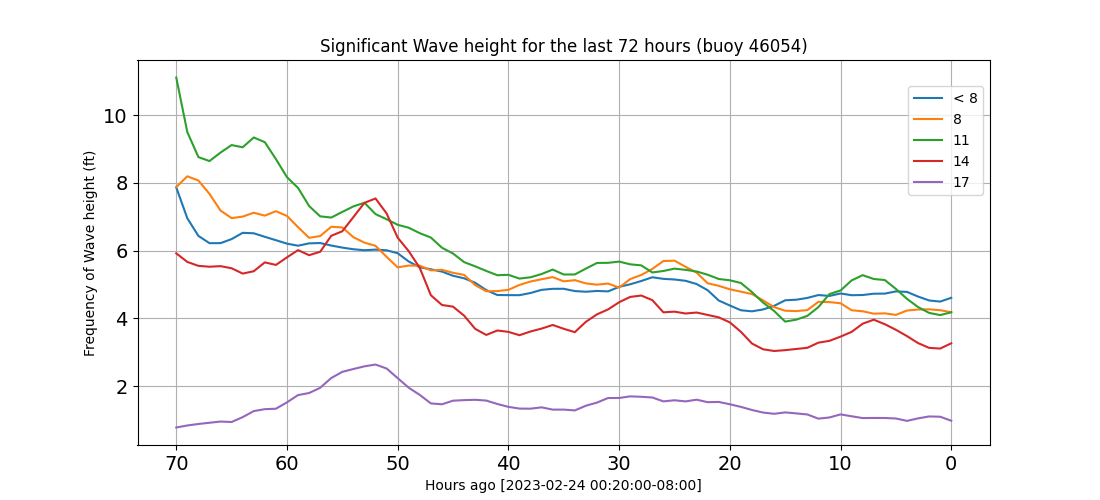 Significant Wave height for the last 72 hours (buoy 46054)
Frequency of Wave height (ft)
10
8
6
4
2
< 8
8
11
14
17
70 60 50 40 30 20 10 0
Hours ago [2023-02-24 00:20:00-08:00]